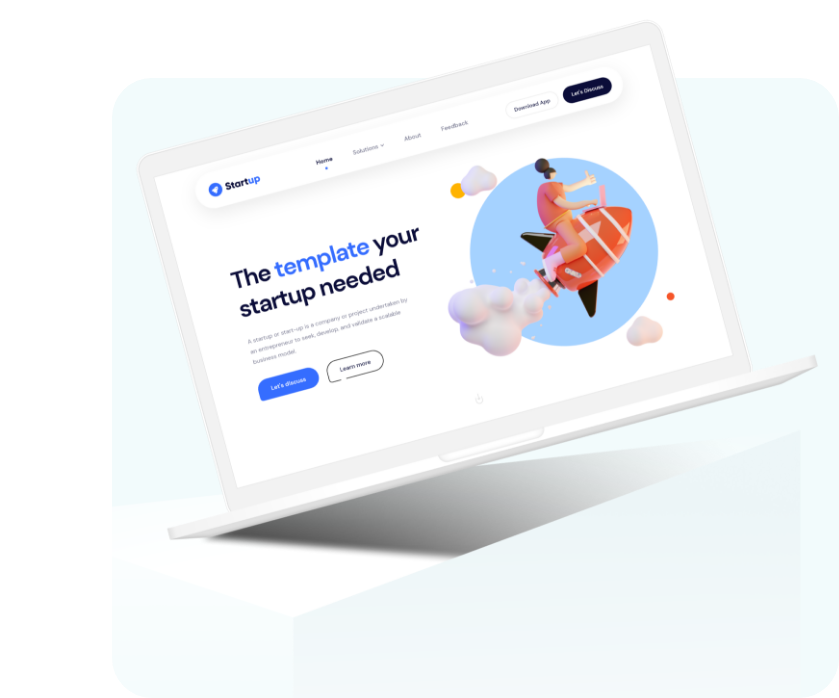 Startup
Home
Solutions
About
Feedback
Download App
Let's Discuss
The template your
startup needed
A startup or start-up is a company or project undertaken by
an entrepreneur to seek, develop, and validate a scalable
business model.
Let's discuss
Learn more